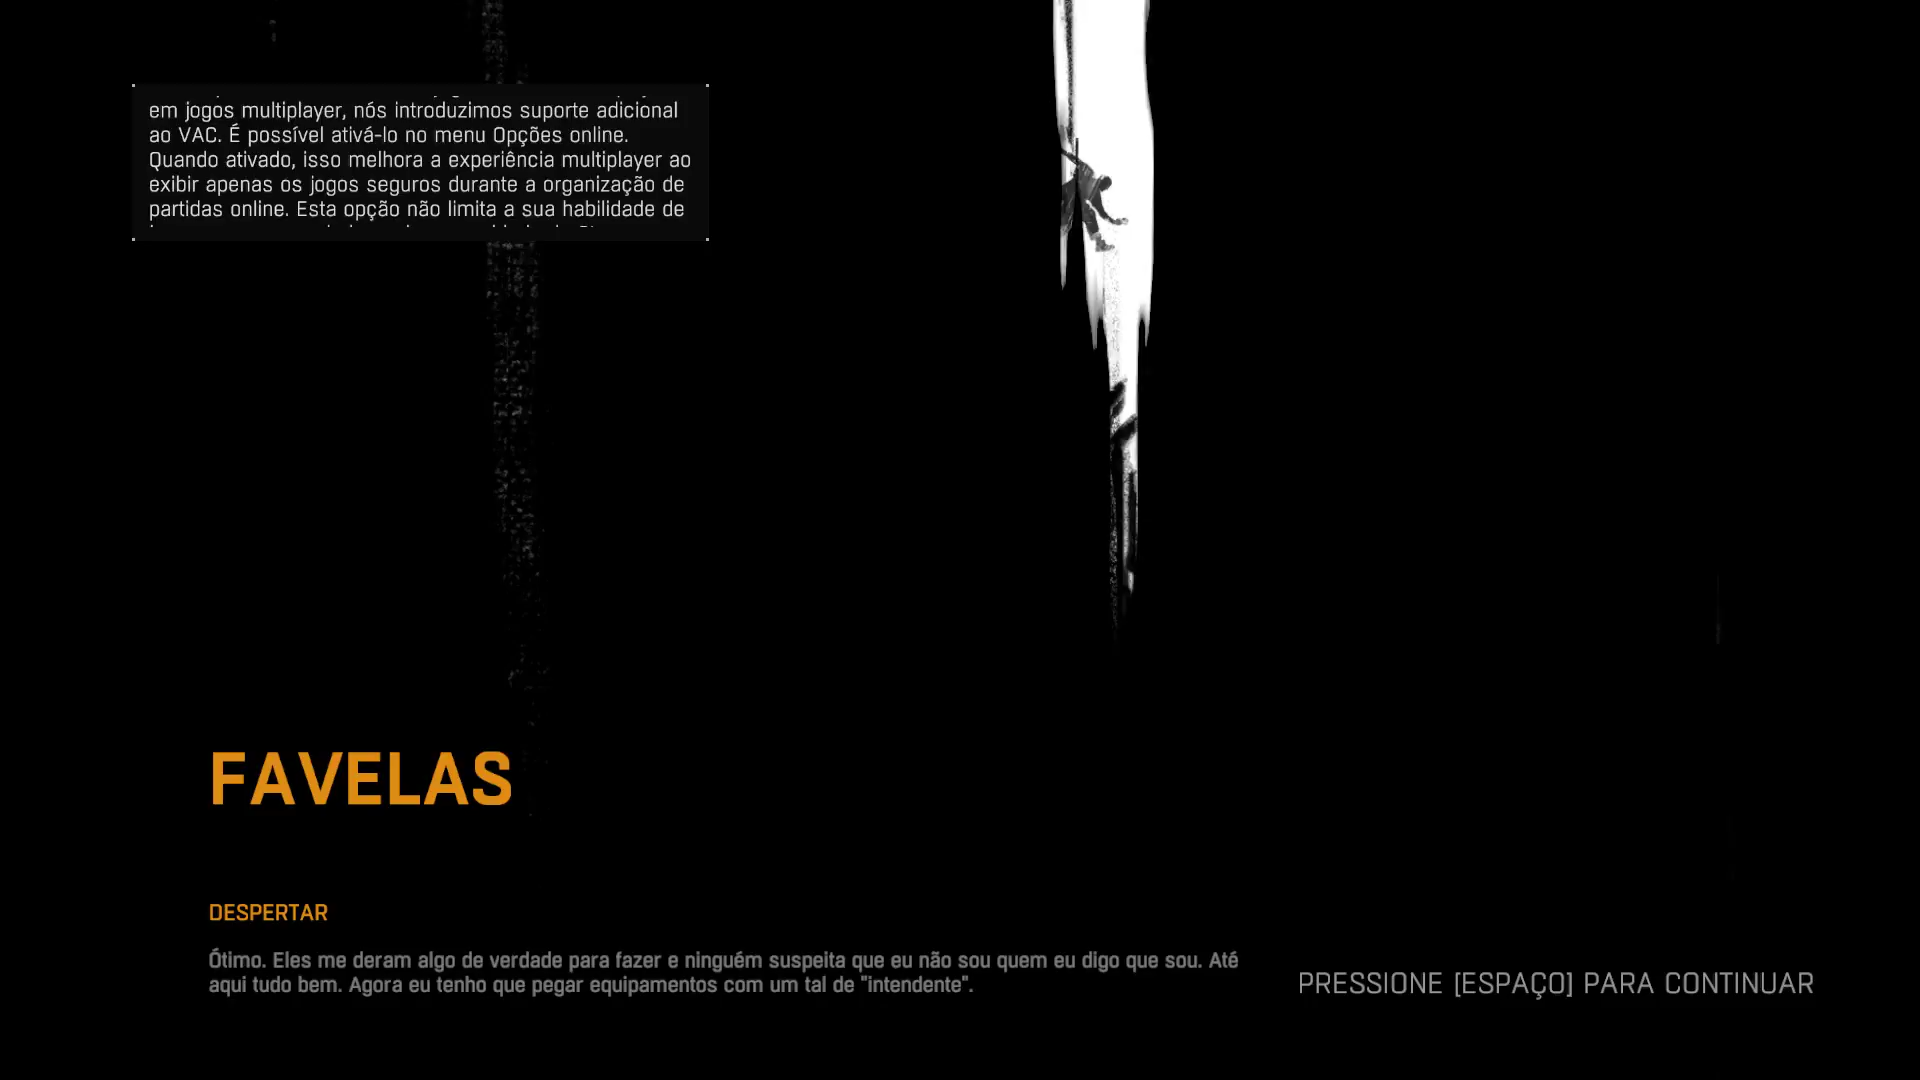 em jogos multiplayer, nós introduzimos suporte adicional
ao VAC. É possível ativá-lo no menu Opções online.
Quando ativado, isso melhora a experiência multiplayer ao
exibir apenas os jogos seguros durante a organização de
partidas online. Esta opção não limita a sua habilidade de
FAVELAS
DESPERTAR
Ótimo. Eles me deram algo de verdade para fazer e ninguém suspeita que eu não sou quem eu digo que sou. Até
aqui tudo bem. Agora eu tenho que pegar equipamentos com um tal de "intendente".
PRESSIONE [ESPAÇO] PARA CONTINUAR